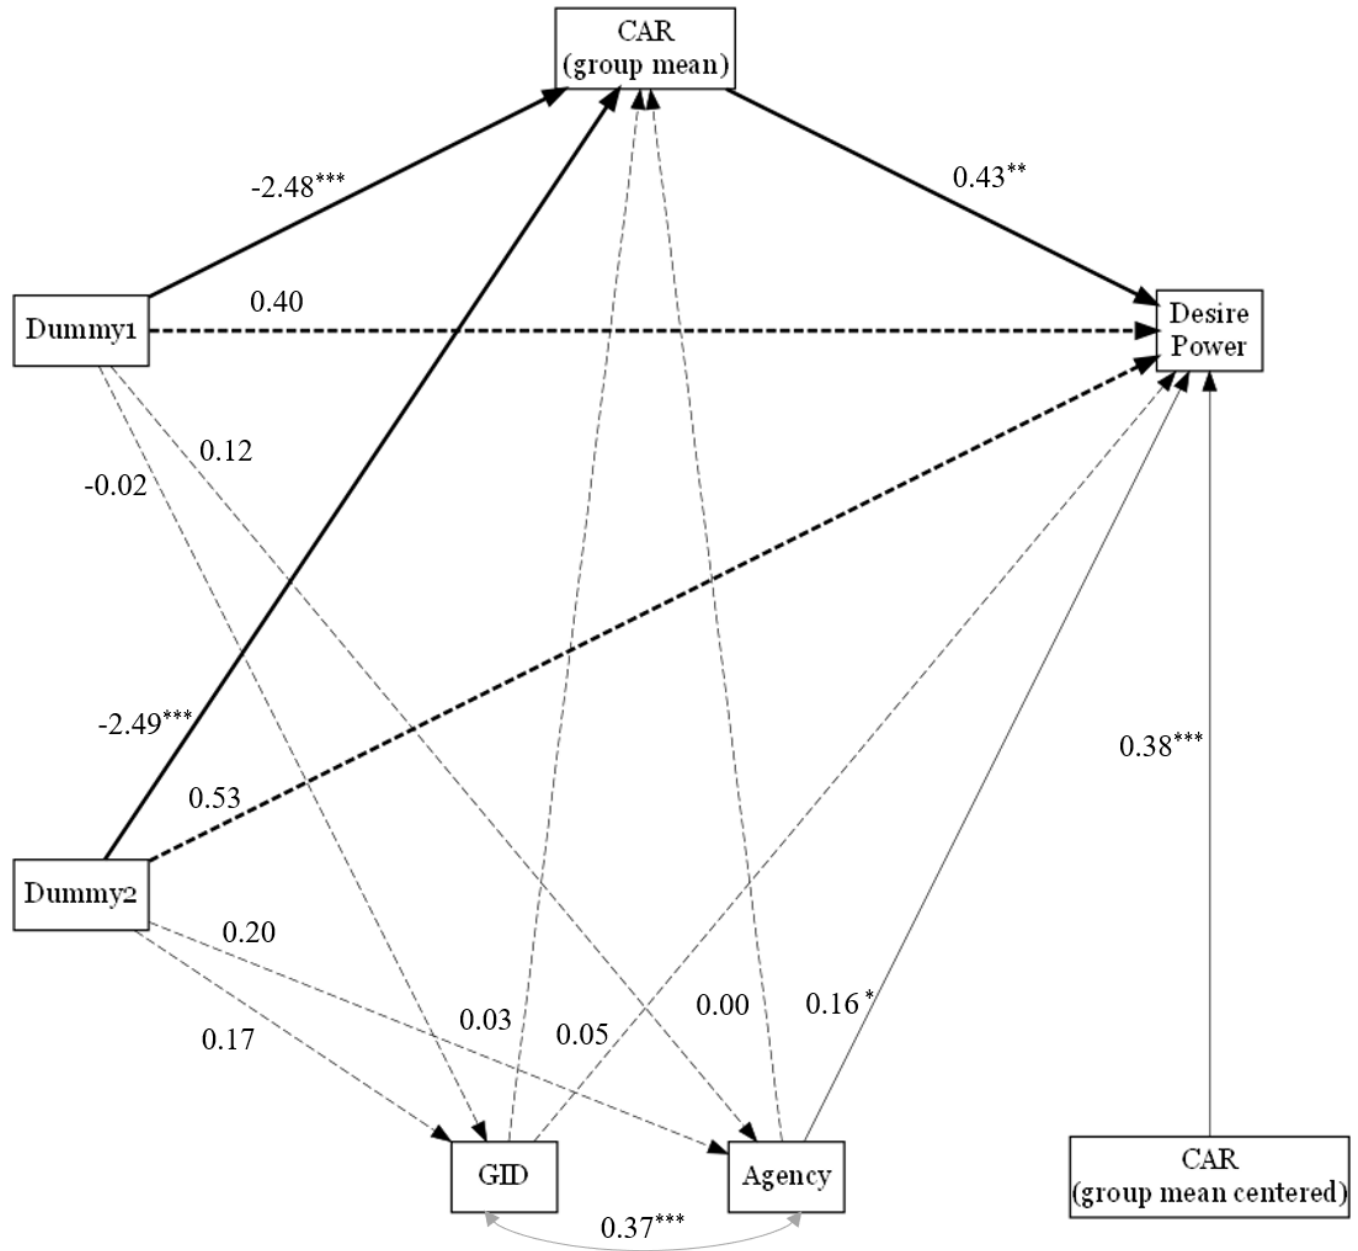 CAR
(group mean)
-2.48***
0.43**
0.40
Dummy1
Desire
Power
0.12
-0.02
-2.49***
0.38***
0.53
Dummy2
0.20
0.17
0.03
0.05
0.00
0.16*
GID
Agency
CAR
(group mean centered)
0.37***